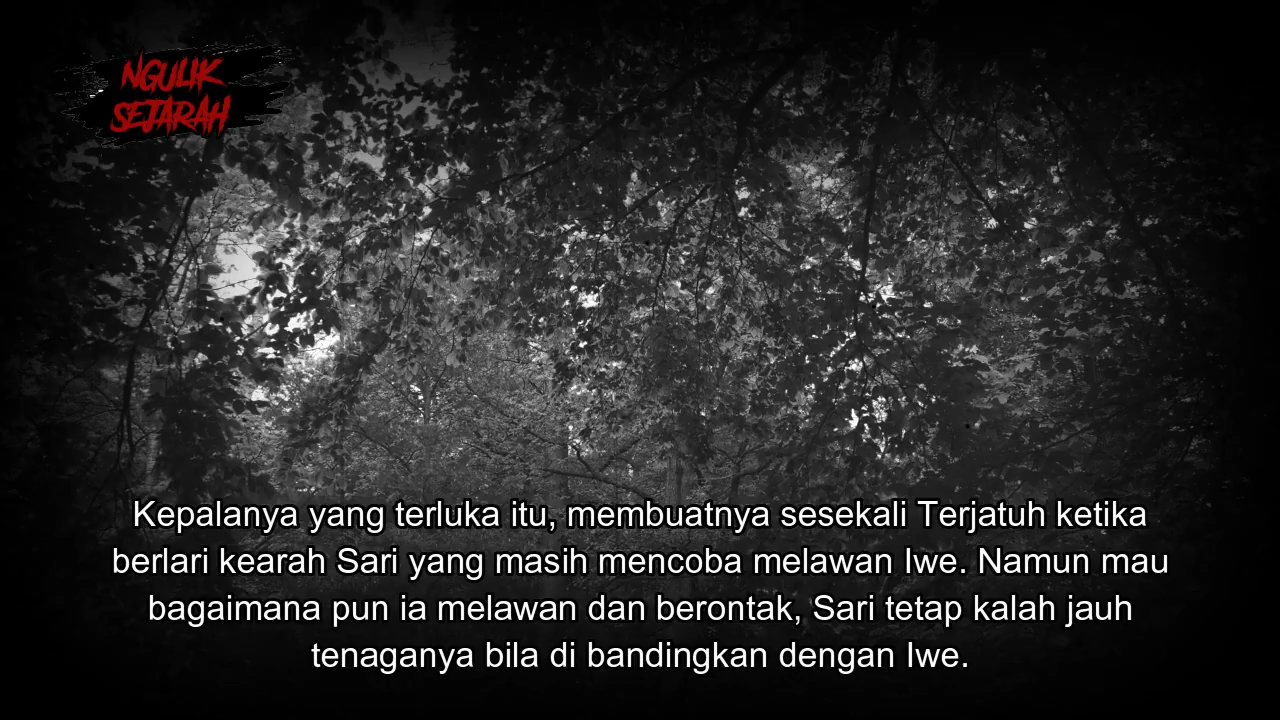 NGULIK
SEJARAH
Kepalanya yang terluka itu, membuatnya sesekali Terjatuh ketika
berlari kearah Sari yang masih mencoba melawan Iwe. Namun mau
bagaimana pun ia melawan dan berontak, Sari tetap kalah jauh
tenaganya bila di bandingkan dengan Iwe.